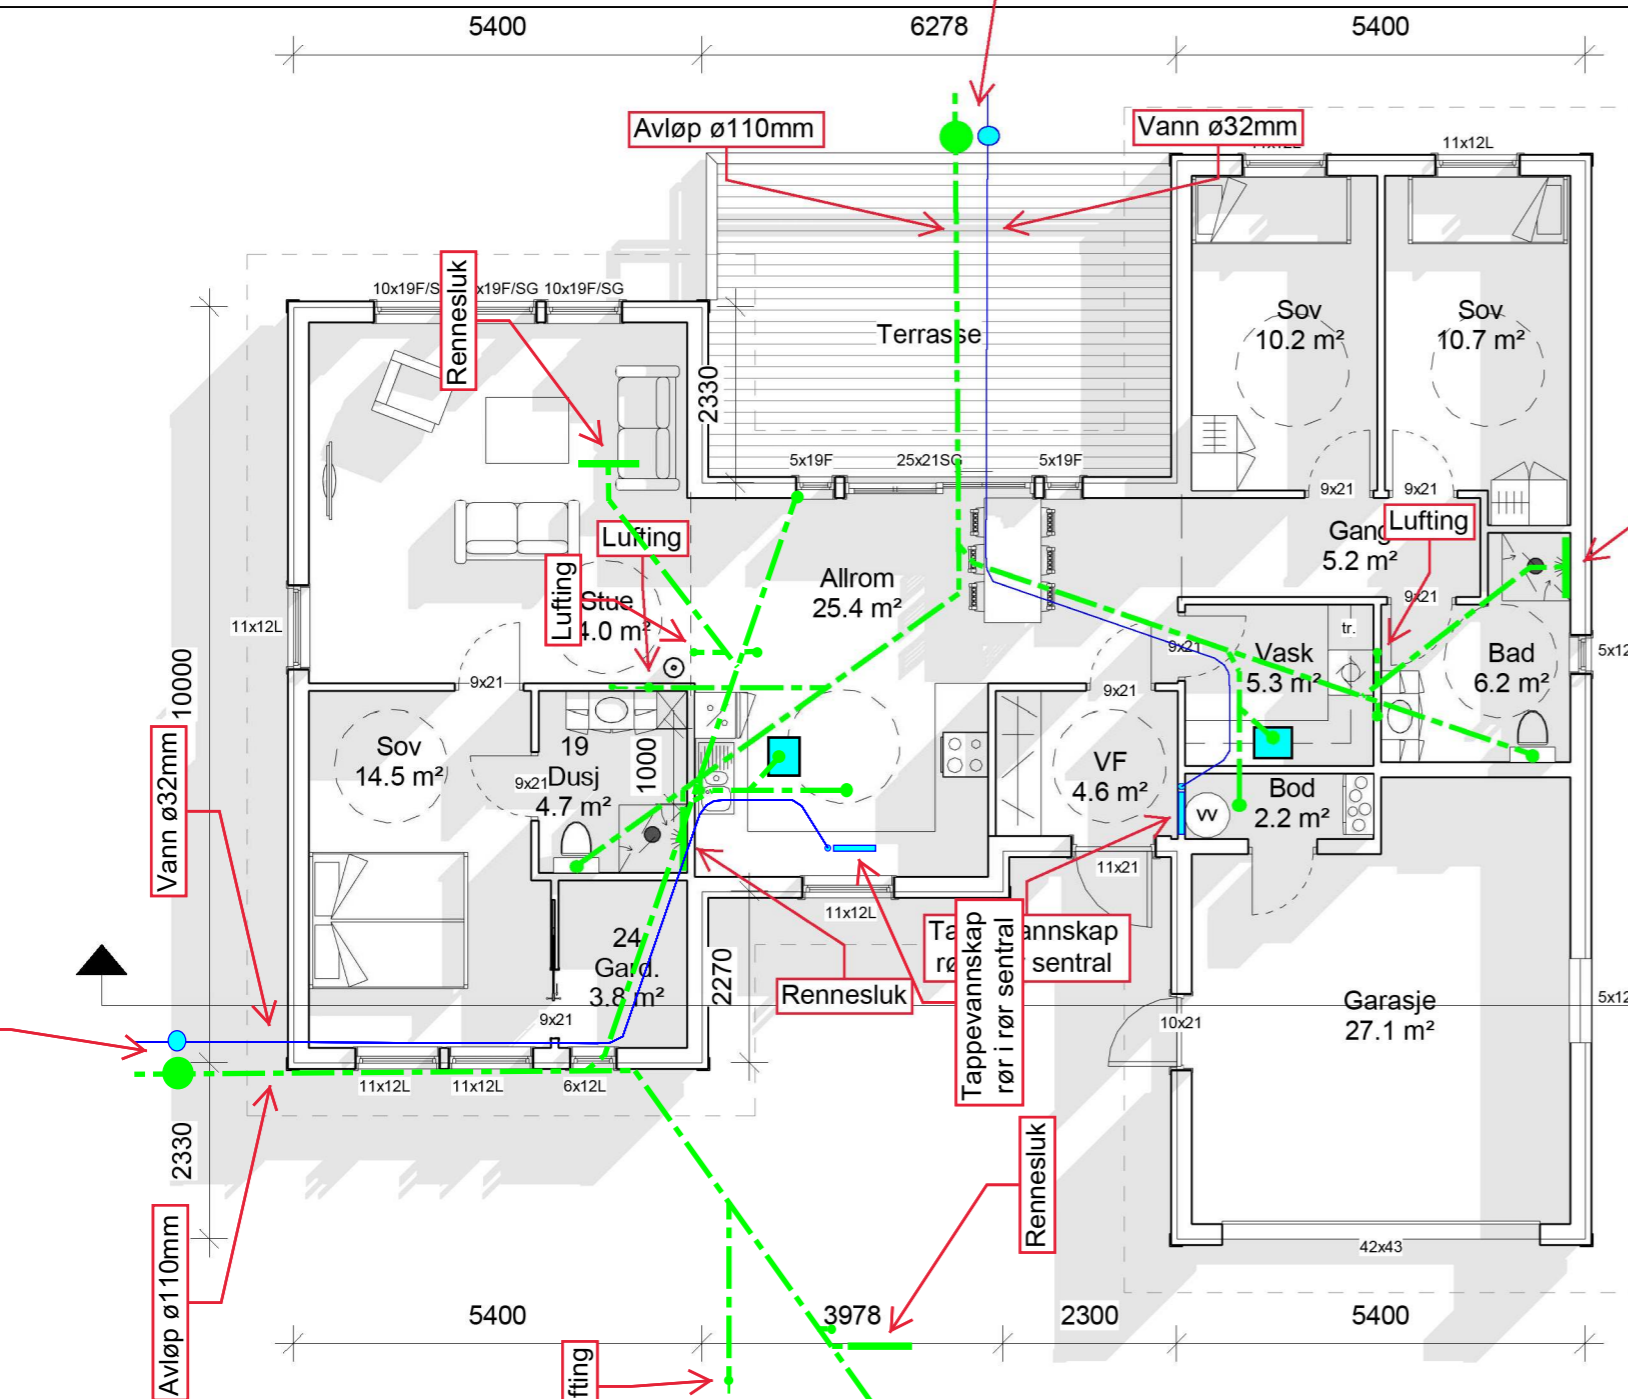 5400
6278
5400
Avløp ø110mm
Vann ø32mm
11x12L
Rennesluk
10x19F/SG
Terrasse
Sov
10.2 m²
Sov
10.7 m²
2330
5x19F
25x21SG
5x19F
9x21
9x21
Lufting
Lufting
Lufting
Gang
5.2 m²
Allrom
25.4 m²
Stue
4.0 m²
11x12L
9x21
9x21
tr.
Vask
5.3 m²
Bad
6.2 m²
5x12
10000
9x21
9x21
Sov
14.5 m²
19
Dusj
4.7 m²
9x21
1000
VF
4.6 m²
Bod
2.2 m²
VV
Vann ø32mm
11x21
11x12L
24
Gard.
3.8 m²
2270
Rennesluk
sentral
Tappevannskap
rør i rør sentral
Garasje
27.1 m²
5x12
9x21
10x21
11x12L
11x12L
6x12L
2330
Rennesluk
Avløp ø110mm
42x43
5400
3978
2300
5400
fting